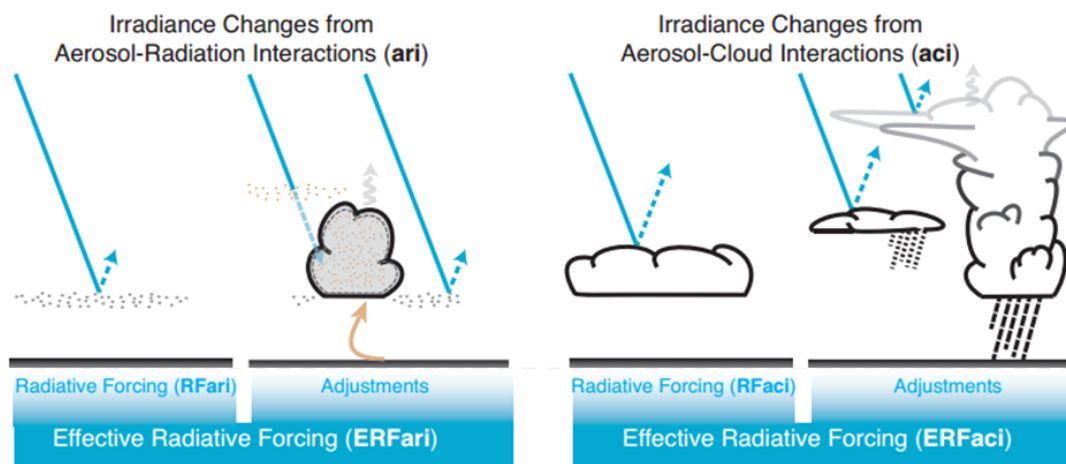 Irradiance Changes from
Aerosol-Radiation Interactions (ari)
Irradiance Changes from
Aerosol-Cloud Interactions (aci)
Radiative Forcing (RFari)
Adjustments
Radiative Forcing (RFaci)
Adjustments
Effective Radiative Forcing (ERFari)
Effective Radiative Forcing (ERFaci)